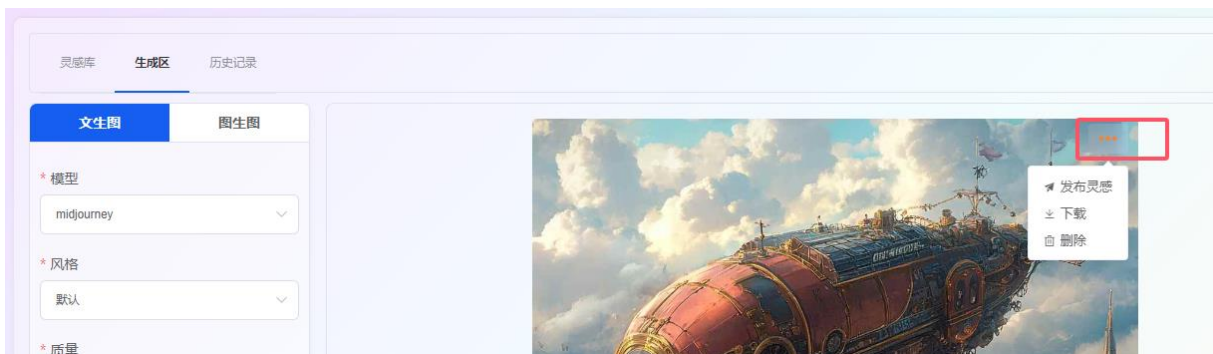 灵感库 生成区 历史记录
文生图 图生图
* 模型
midjourney
* 风格
默认
* 质量
发布灵感
下载
删除